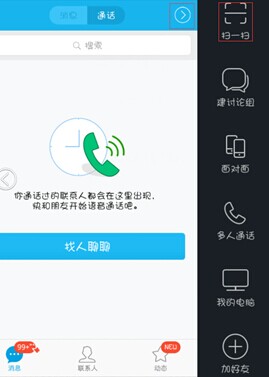 消息 通话
搜索
你通话过的联系人都会在这里出现,
快和朋友开始语音通话吧。
找人聊聊
99+
消息
联系人
NEW
动态
扫一扫
建讨论组
面对面
多人通话
我的电脑
加好友